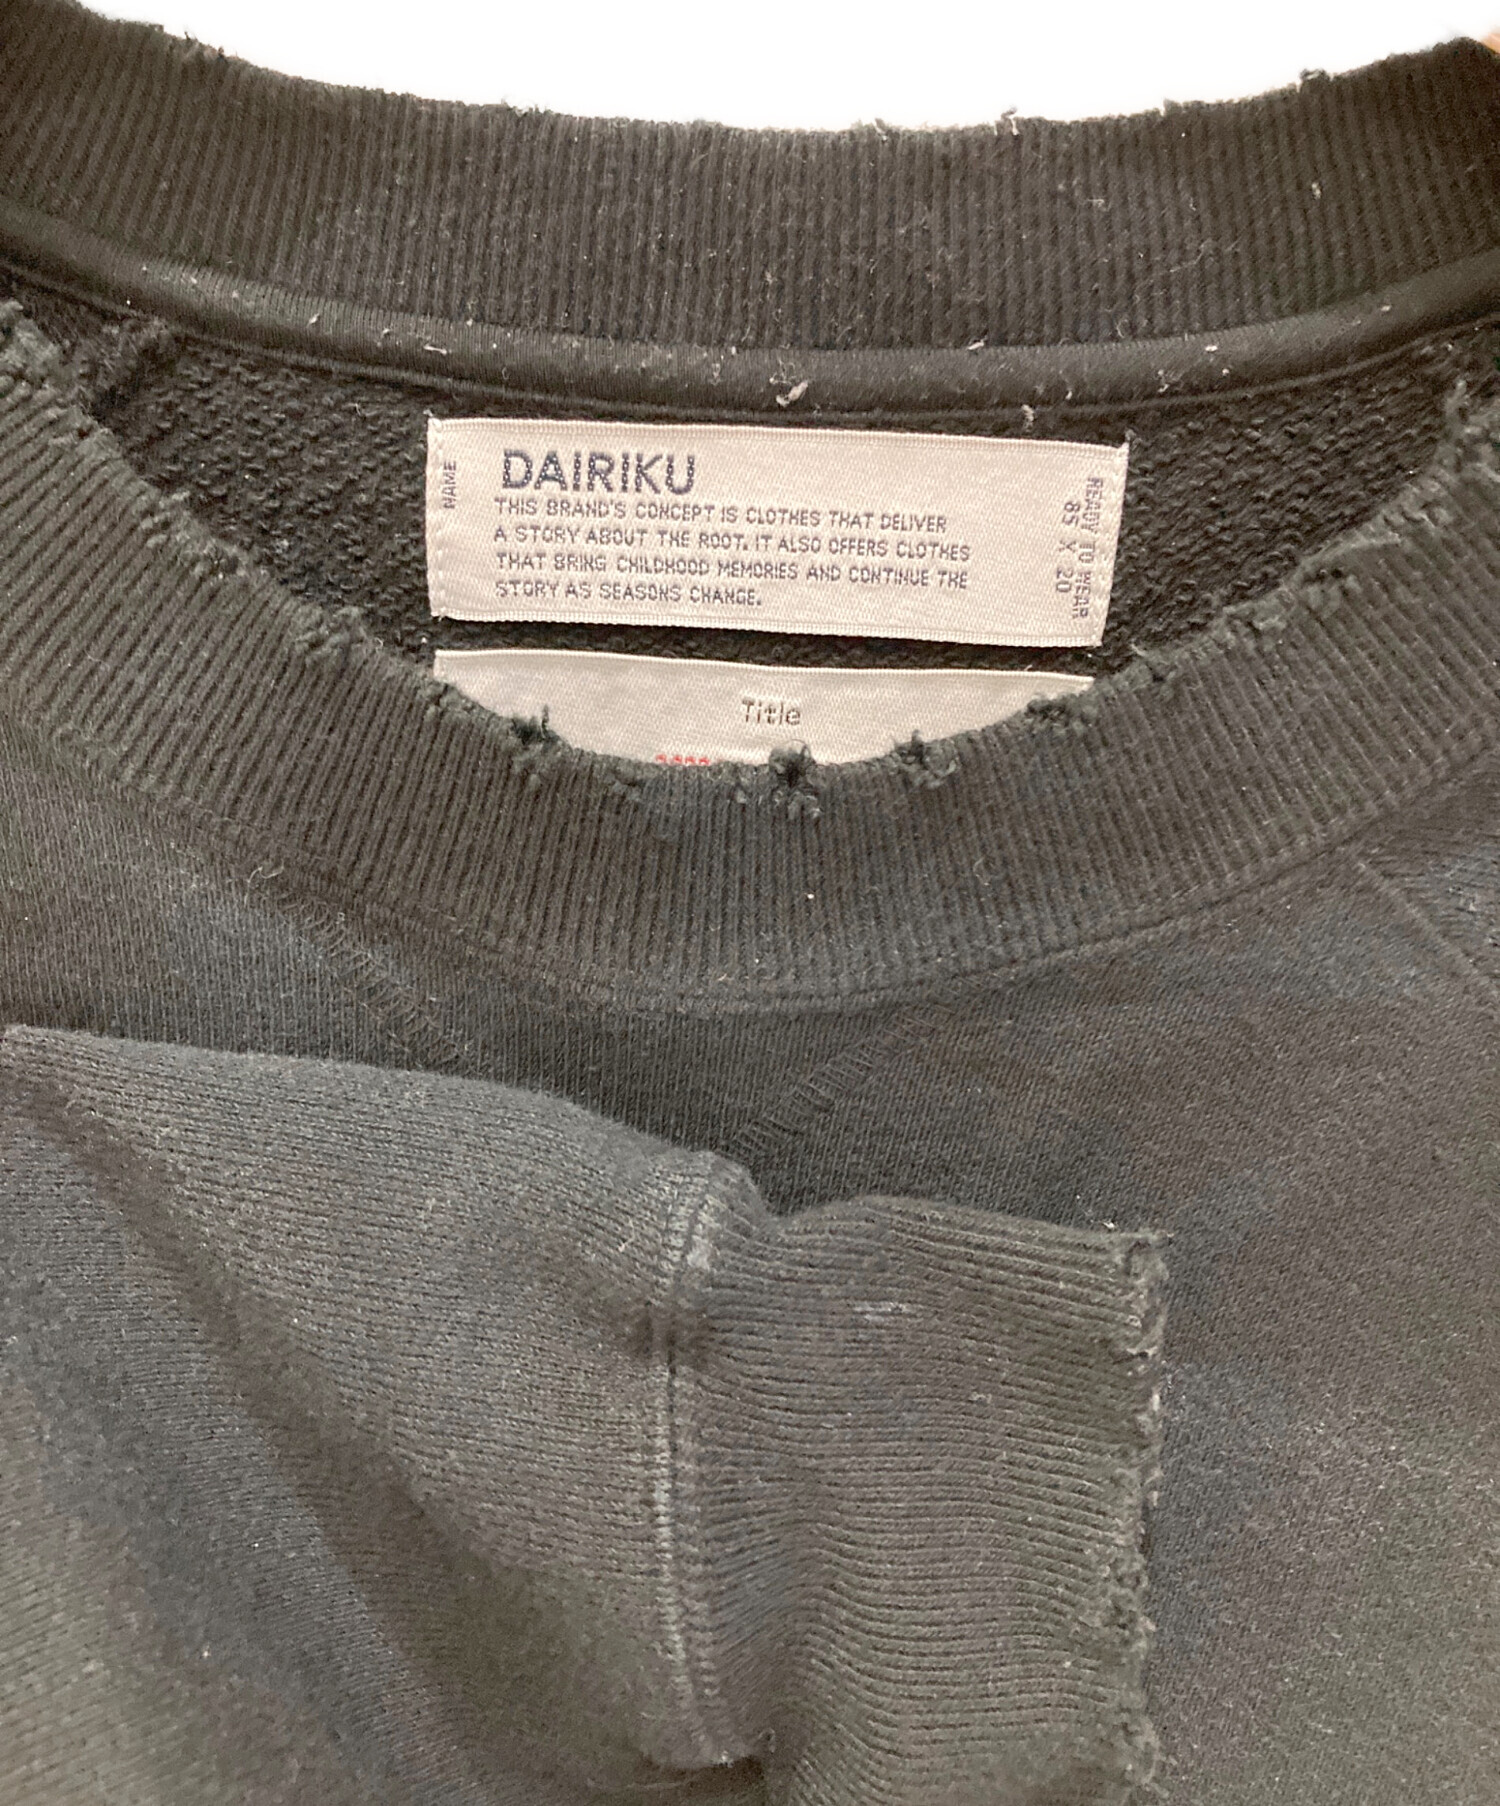 NAME
DAIRIKU
THIS BRAND'S CONCEPT IS CLOTHES THAT DELIVER
A STORY ABOUT THE ROOT. IT ALSO OFFERS CLOTHES
THAT BRING CHILDHOOD MEMORIES AND CONTINUE THE
STORY AS SEASONS CHANGE.
READY TO WEAR
85 X 20
Title